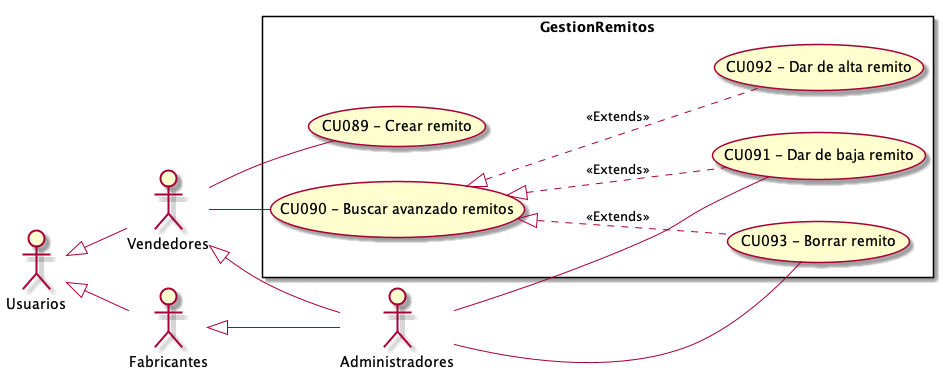 GestionRemitos
CU092 – Dar de alta remito
«Extends»
CU089 – Crear remito
CU091 – Dar de baja remito
«Extends»
CU090 – Buscar avanzado remitos
«Extends»
CU093 – Borrar remito
Vendedores
Usuarios
Fabricantes
Administradores